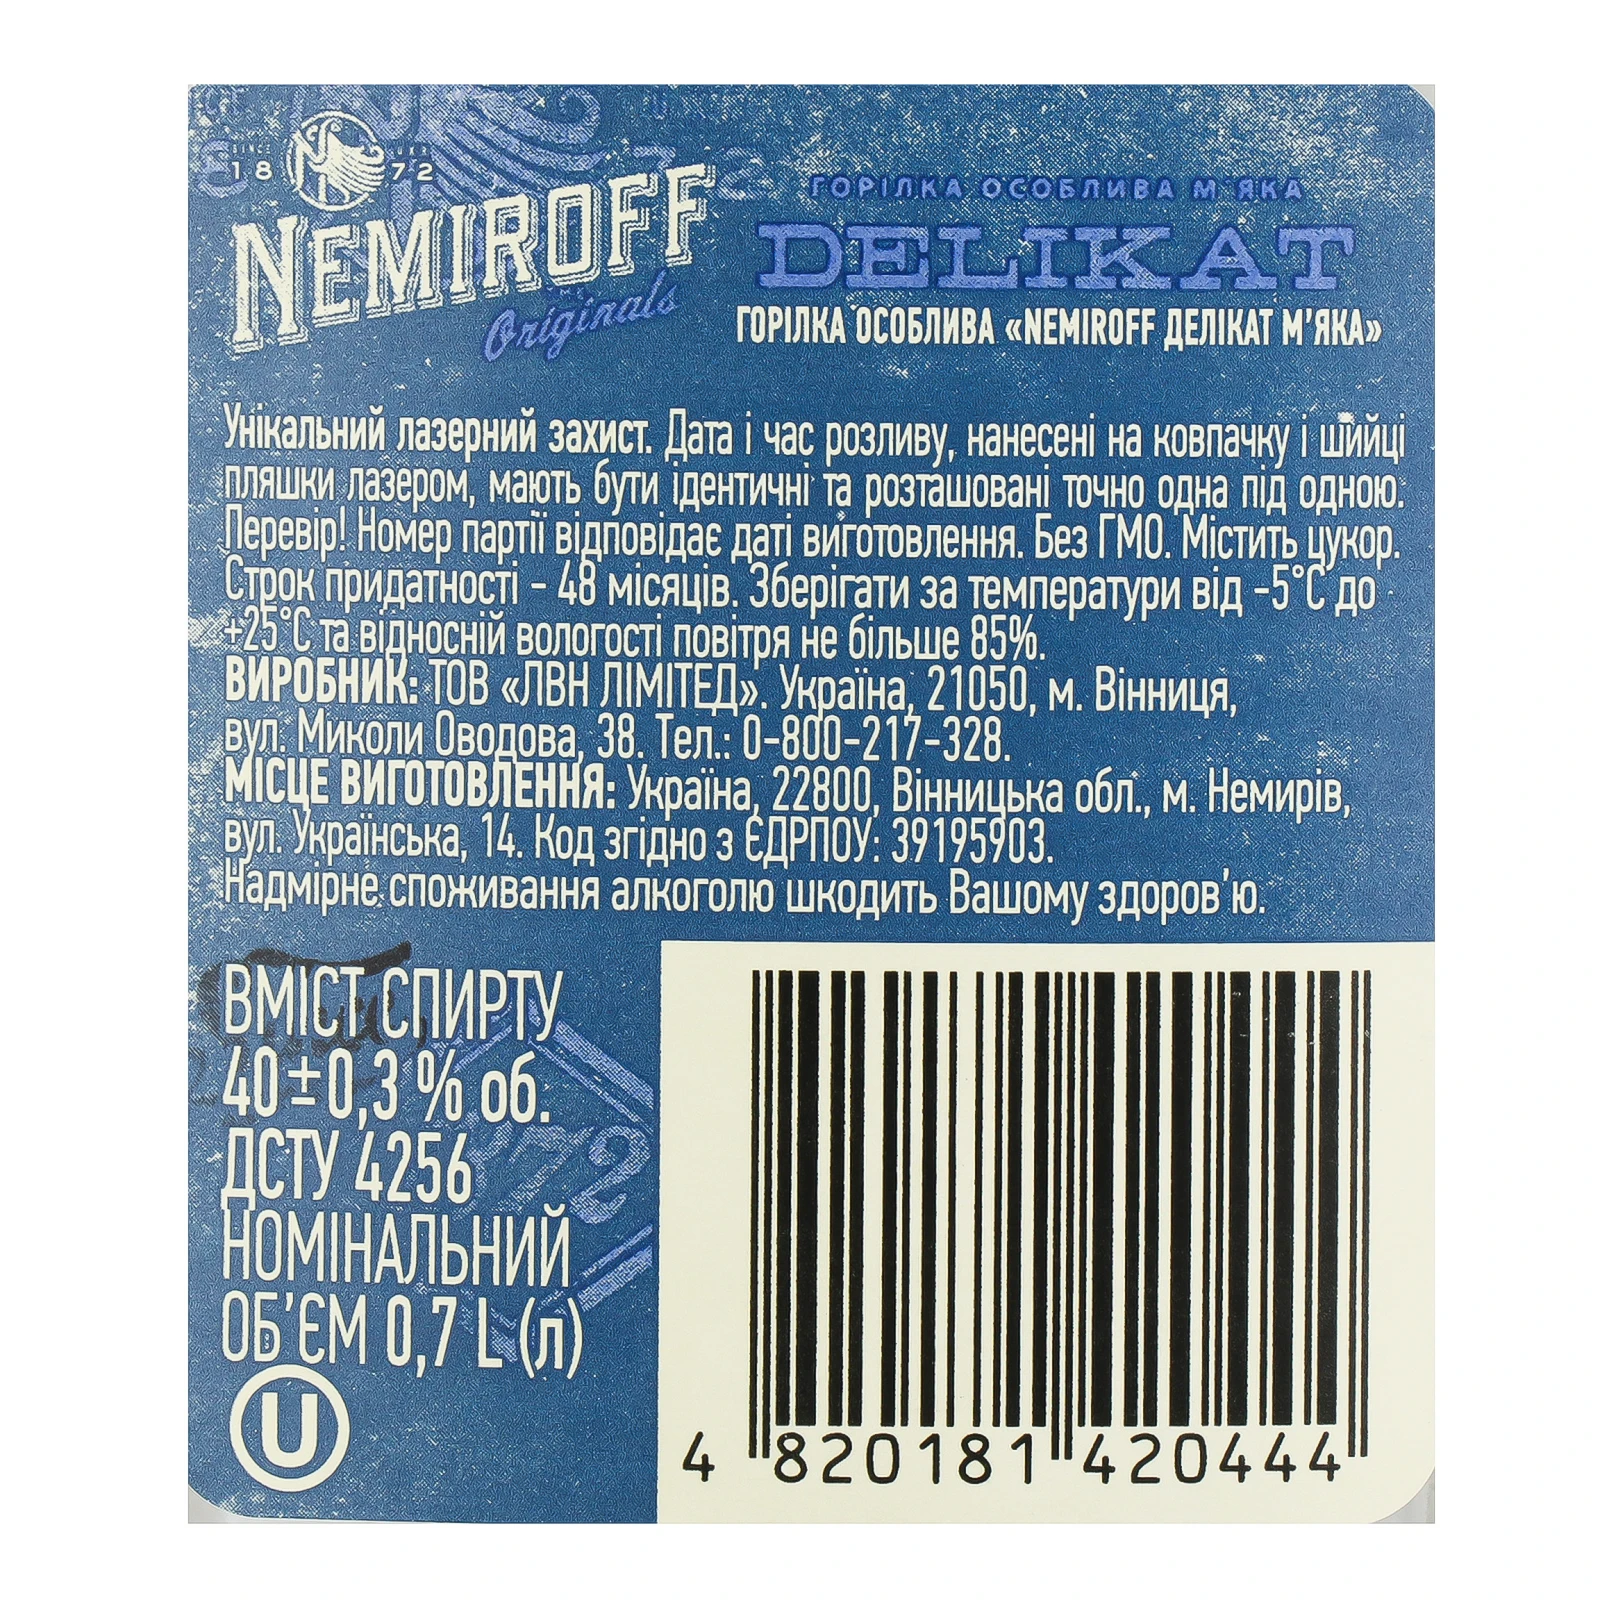 SINCE UKR
18 72
NEMIROFF
THE
Originals
ГОРІЛКА ОСОБЛИВА М'ЯКА
DELIKAT
ГОРІЛКА ОСОБЛИВА «NEMIROFF ДЕЛІКАТ М'ЯКА»
Унікальний лазерний захист. Дата і час розливу, нанесені на ковпачку і шийці
пляшки лазером, мають бути ідентичні та розташовані точно одна під одною.
Перевір! Номер партії відповідає даті виготовлення. Без ГМО. Містить цукор.
Строк придатності – 48 місяців. Зберігати за температури від -5°С до
+25°С та відносній вологості повітря не більше 85%.
ВИРОБНИК: ТОВ «ЛВН ЛІМІТЕД». Україна, 21050, м. Вінниця,
вул. Миколи Оводова, 38. Тел.: 0-800-217-328.
МІСЦЕ ВИГОТОВЛЕННЯ: Україна, 22800, Вінницька обл., м. Немирів,
вул. Українська, 14. Код згідно з ЄДРПОУ: 39195903.
Надмірне споживання алкоголю шкодить Вашому здоров'ю.
ВМІСТ СПИРТУ
40±0,3 % об.
ДСТУ 4256
НОМІНАЛЬНИЙ
ОБ'ЄМ 0,7 L (л)
U
4 820181 420444